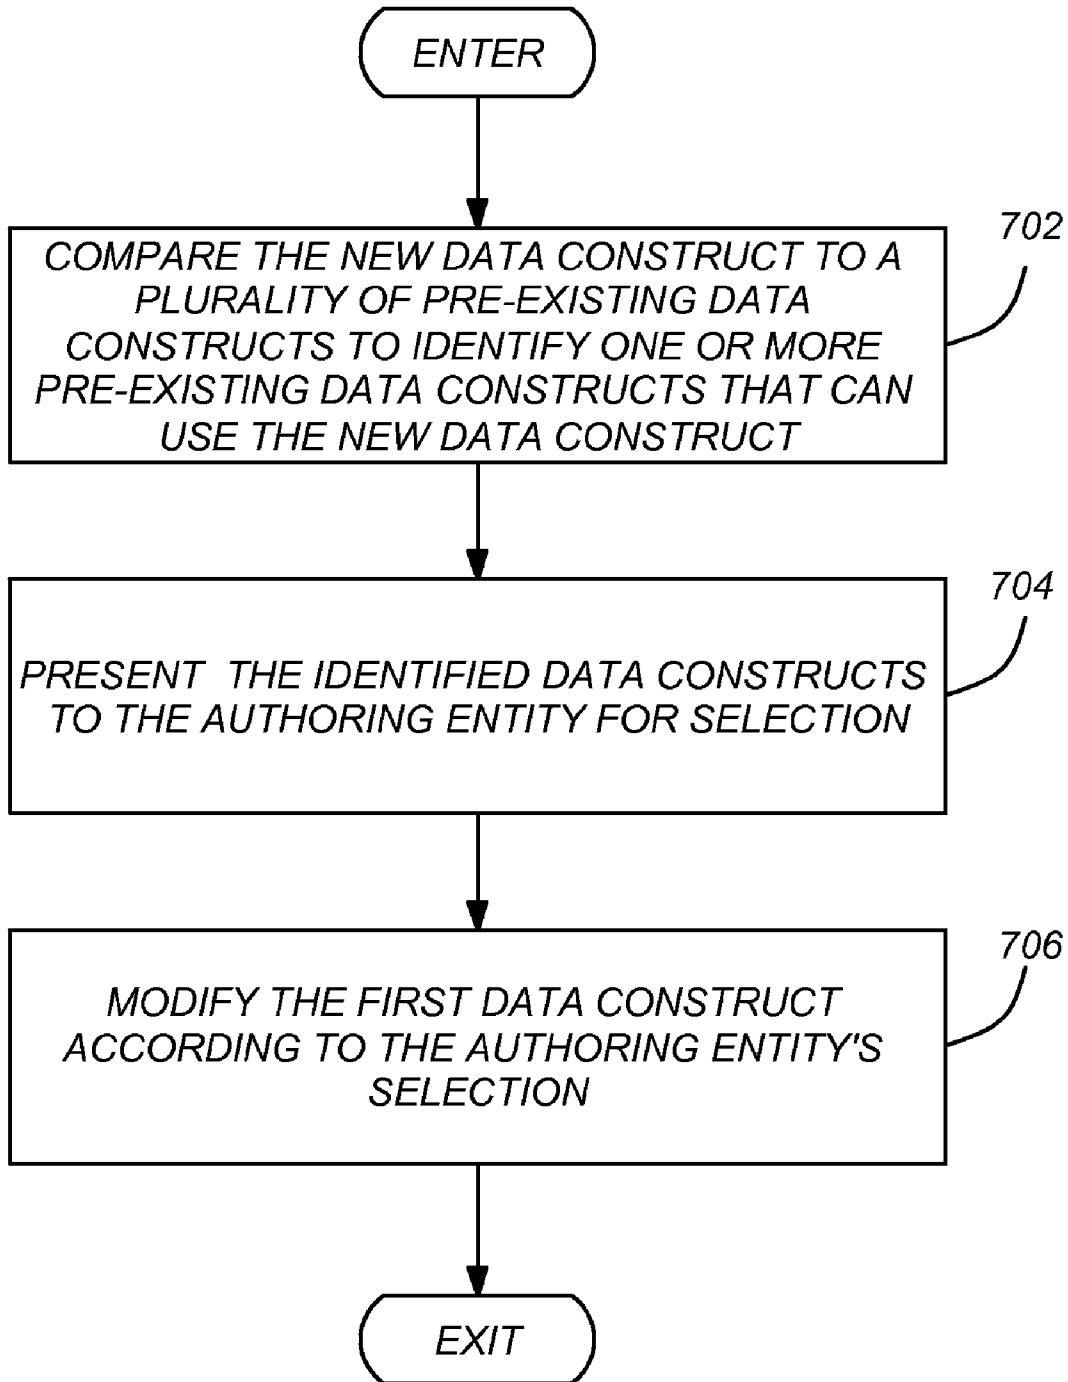 ENTER
702
COMPARE THE NEW DATA CONSTRUCT TO A
PLURALITY OF PRE-EXISTING DATA
CONSTRUCTS TO IDENTIFY ONE OR MORE
PRE-EXISTING DATA CONSTRUCTS THAT CAN
USE THE NEW DATA CONSTRUCT
704
PRESENT THE IDENTIFIED DATA CONSTRUCTS
TO THE AUTHORING ENTITY FOR SELECTION
706
MODIFY THE FIRST DATA CONSTRUCT
ACCORDING TO THE AUTHORING ENTITY'S
SELECTION
EXIT